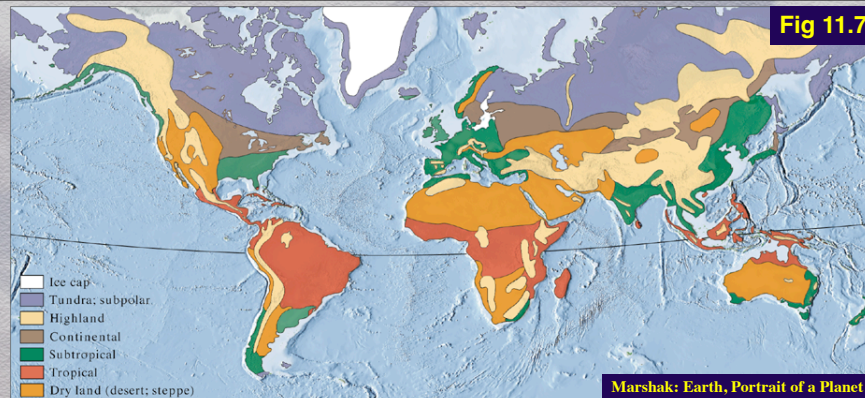 Fig 11.7
Ice cap
Tundra; subpolar
Highland
Continental
Subtropical
Tropical
Dry land (desert; steppe)
Marshak: Earth, Portrait of a Planet